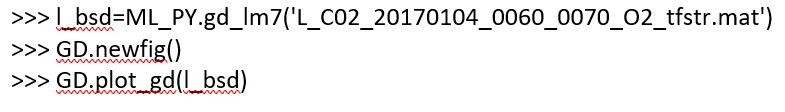 >>> l_bsd=ML_PY.gd_lm7('L_C02_20170104_0060_0070_O2_tfstr.mat')
>>> GD.newfig()
>>> GD.plot_gd(l_bsd)